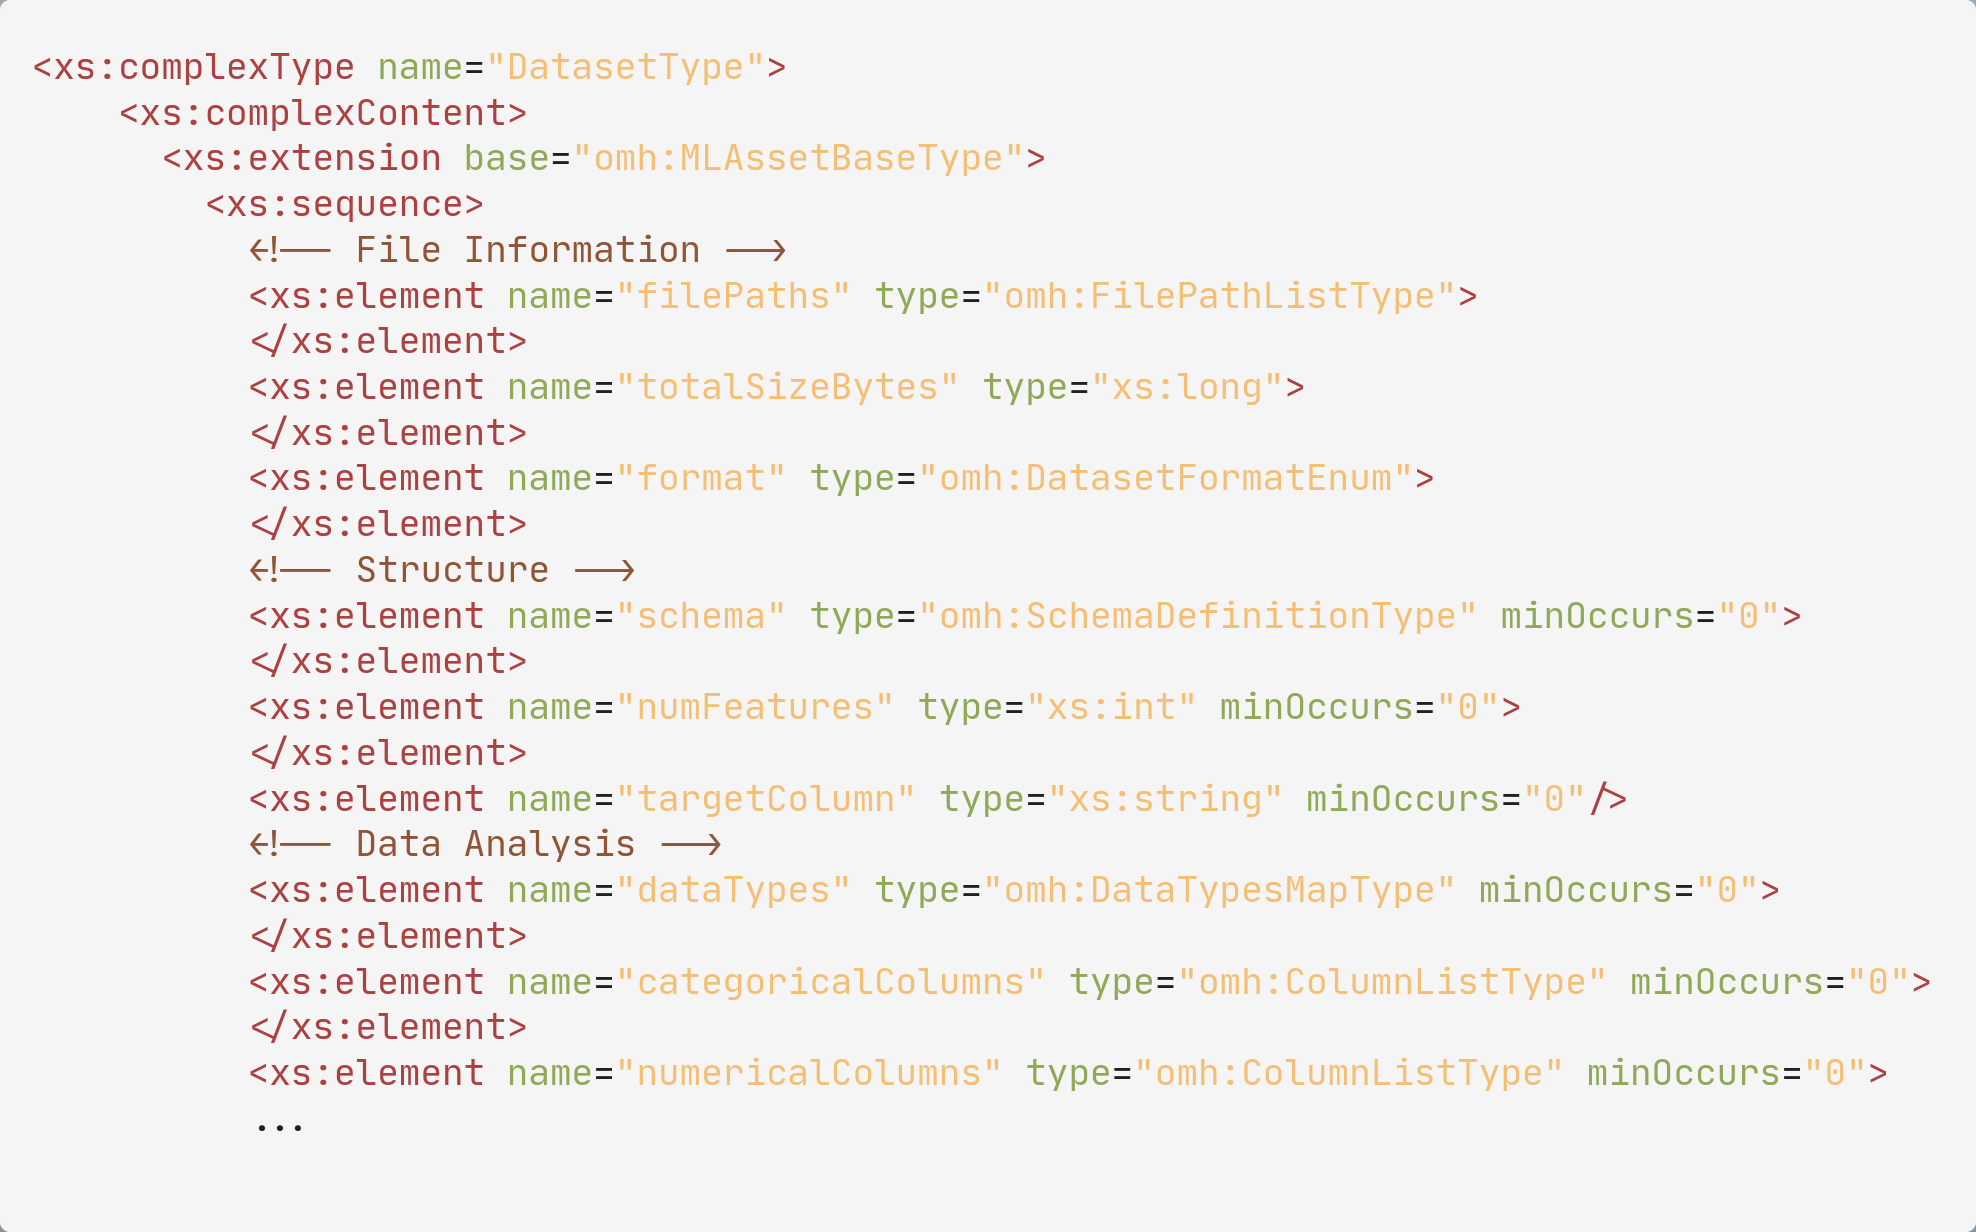 <xs:complexType name="DatasetType">
    <xs:complexContent>
      <xs:extension base="omh:MLAssetBaseType">
        <xs:sequence>
          <!-- File Information -->
          <xs:element name="filePaths" type="omh:FilePathListType">
          </xs:element>
          <xs:element name="totalSizeBytes" type="xs:long">
          </xs:element>
          <xs:element name="format" type="omh:DatasetFormatEnum">
          </xs:element>
          <!-- Structure -->
          <xs:element name="schema" type="omh:SchemaDefinitionType" minOccurs="0">
          </xs:element>
          <xs:element name="numFeatures" type="xs:int" minOccurs="0">
          </xs:element>
          <xs:element name="targetColumn" type="xs:string" minOccurs="0"/>
          <!-- Data Analysis -->
          <xs:element name="dataTypes" type="omh:DataTypesMapType" minOccurs="0">
          </xs:element>
          <xs:element name="categoricalColumns" type="omh:ColumnListType" minOccurs="0">
          </xs:element>
          <xs:element name="numericalColumns" type="omh:ColumnListType" minOccurs="0">
          ...